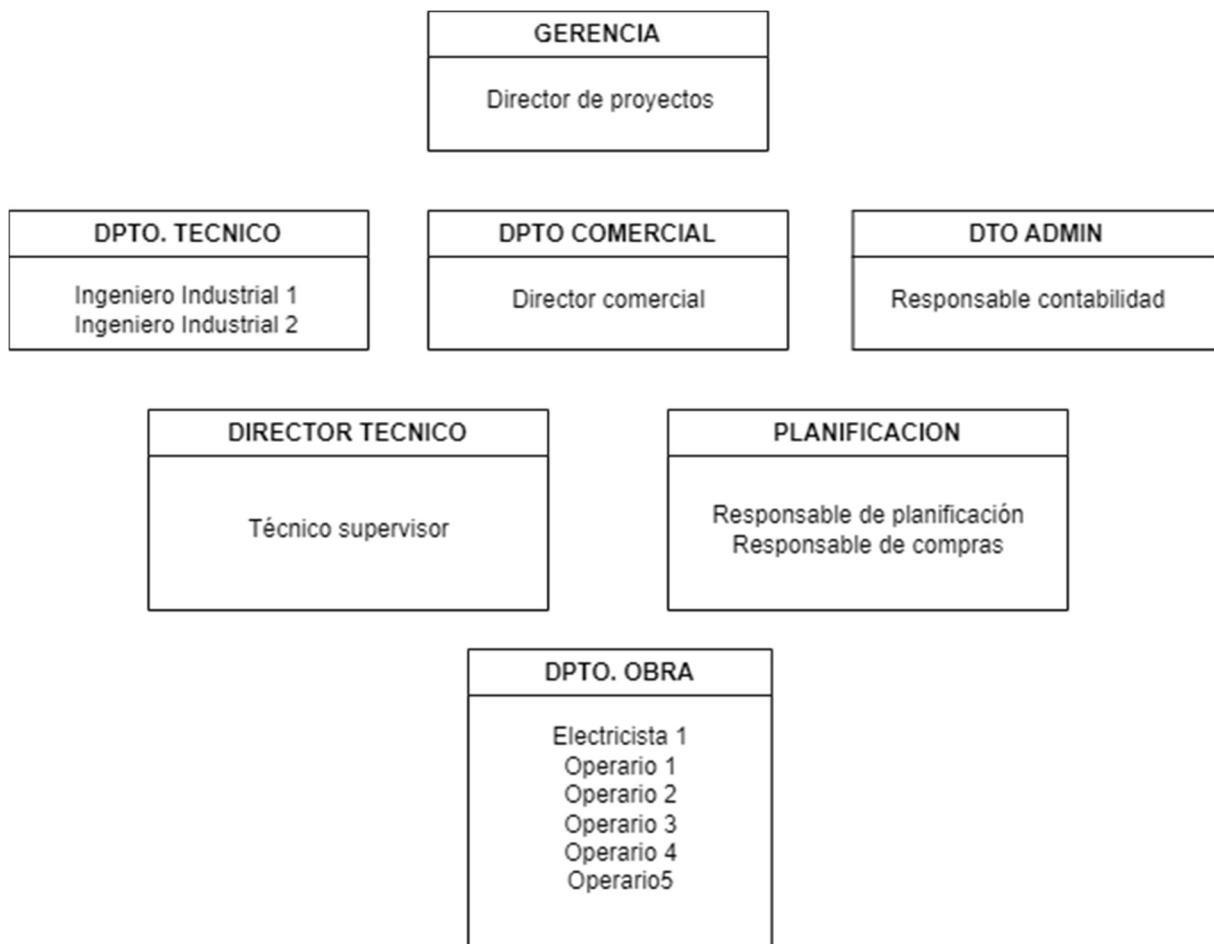 GERENCIA
Director de proyectos
DPTO. TECNICO
Ingeniero Industrial 1
Ingeniero Industrial 2
DPTO COMERCIAL
Director comercial
DTO ADMIN
Responsable contabilidad
DIRECTOR TECNICO
Técnico supervisor
PLANIFICACION
Responsable de planificación
Responsable de compras
DPTO. OBRA
Electricista 1
Operario 1
Operario 2
Operario 3
Operario 4
Operario5